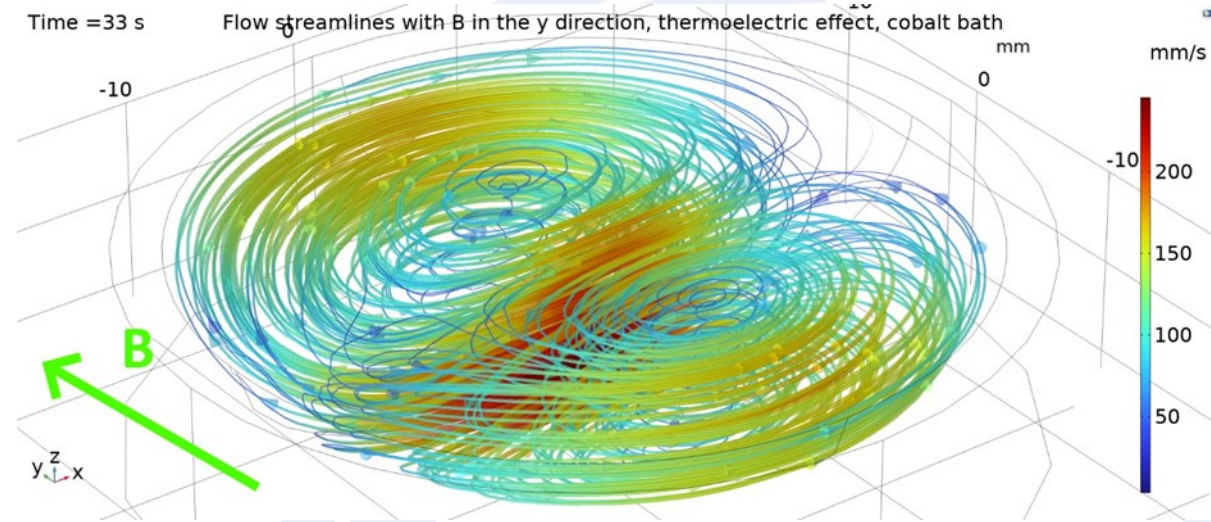 Time =33 s
Flow streamlines with B in the y direction, thermoelectric effect, cobalt bath
mm
mm/s
0
-10
0
-10
200
150
100
50
B
y z x